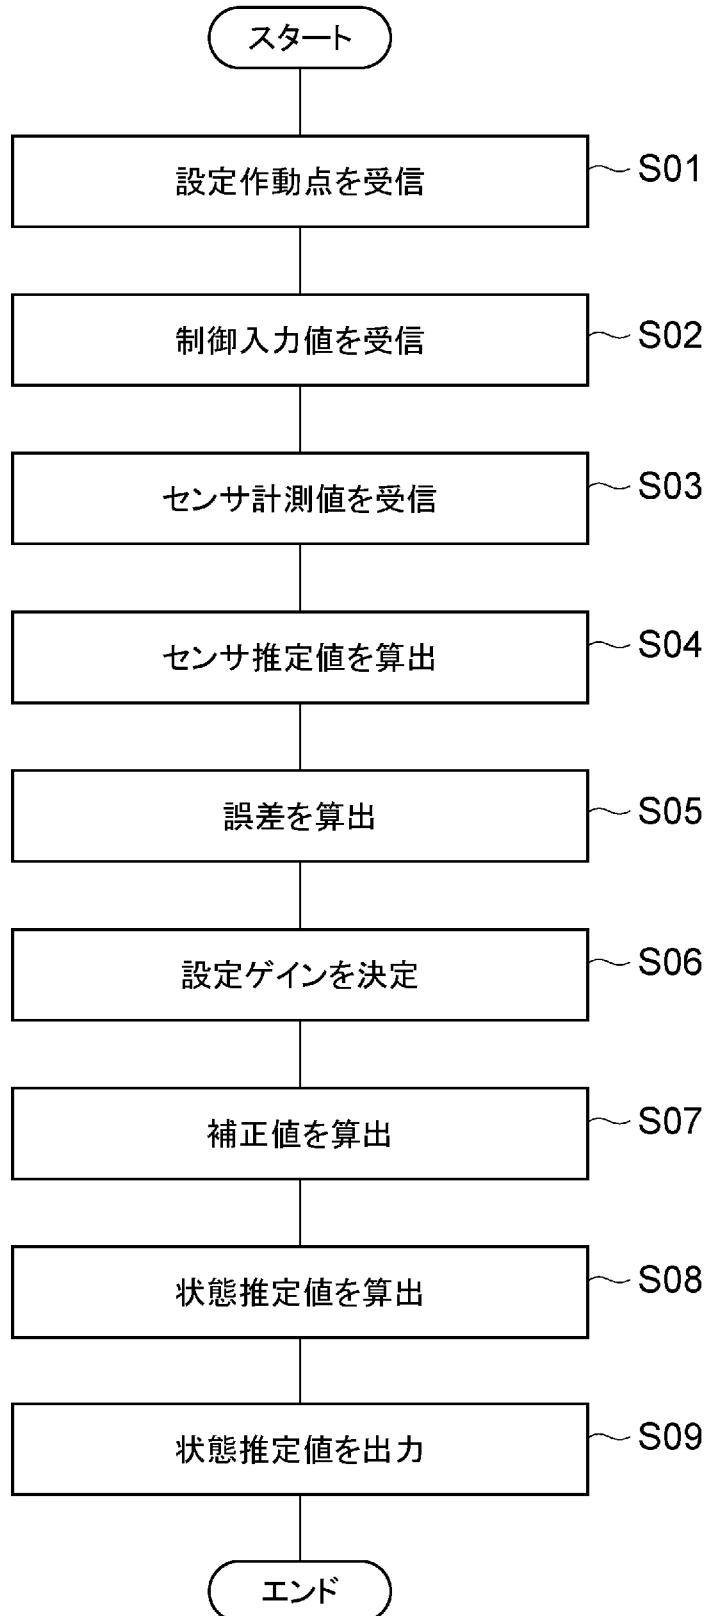 スタート
設定作動点を受信
S01
制御入力値を受信
S02
センサ計測値を受信
S03
センサ推定値を算出
S04
誤差を算出
S05
設定ゲインを決定
S06
補正値を算出
S07
状態推定値を算出
S08
状態推定値を出力
S09
エンド